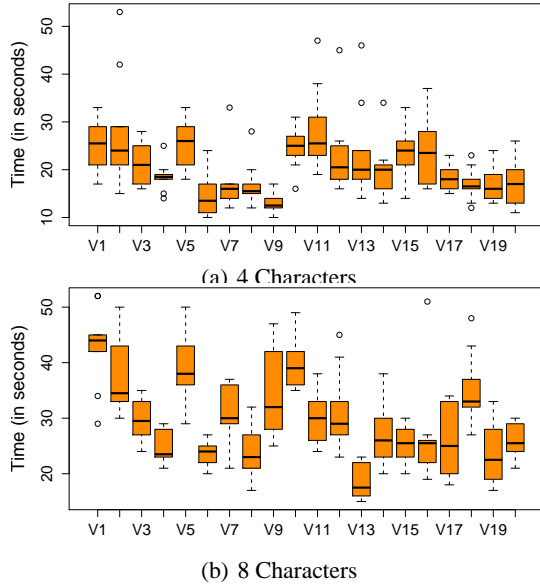 50
40
30
20
10
Time (in seconds)
V1 V3 V5 V7 V9 V11 V13 V15 V17 V19
(a) 4 Characters
50
40
30
20
Time (in seconds)
V1 V3 V5 V7 V9 V11 V13 V15 V17 V19
(b) 8 Characters